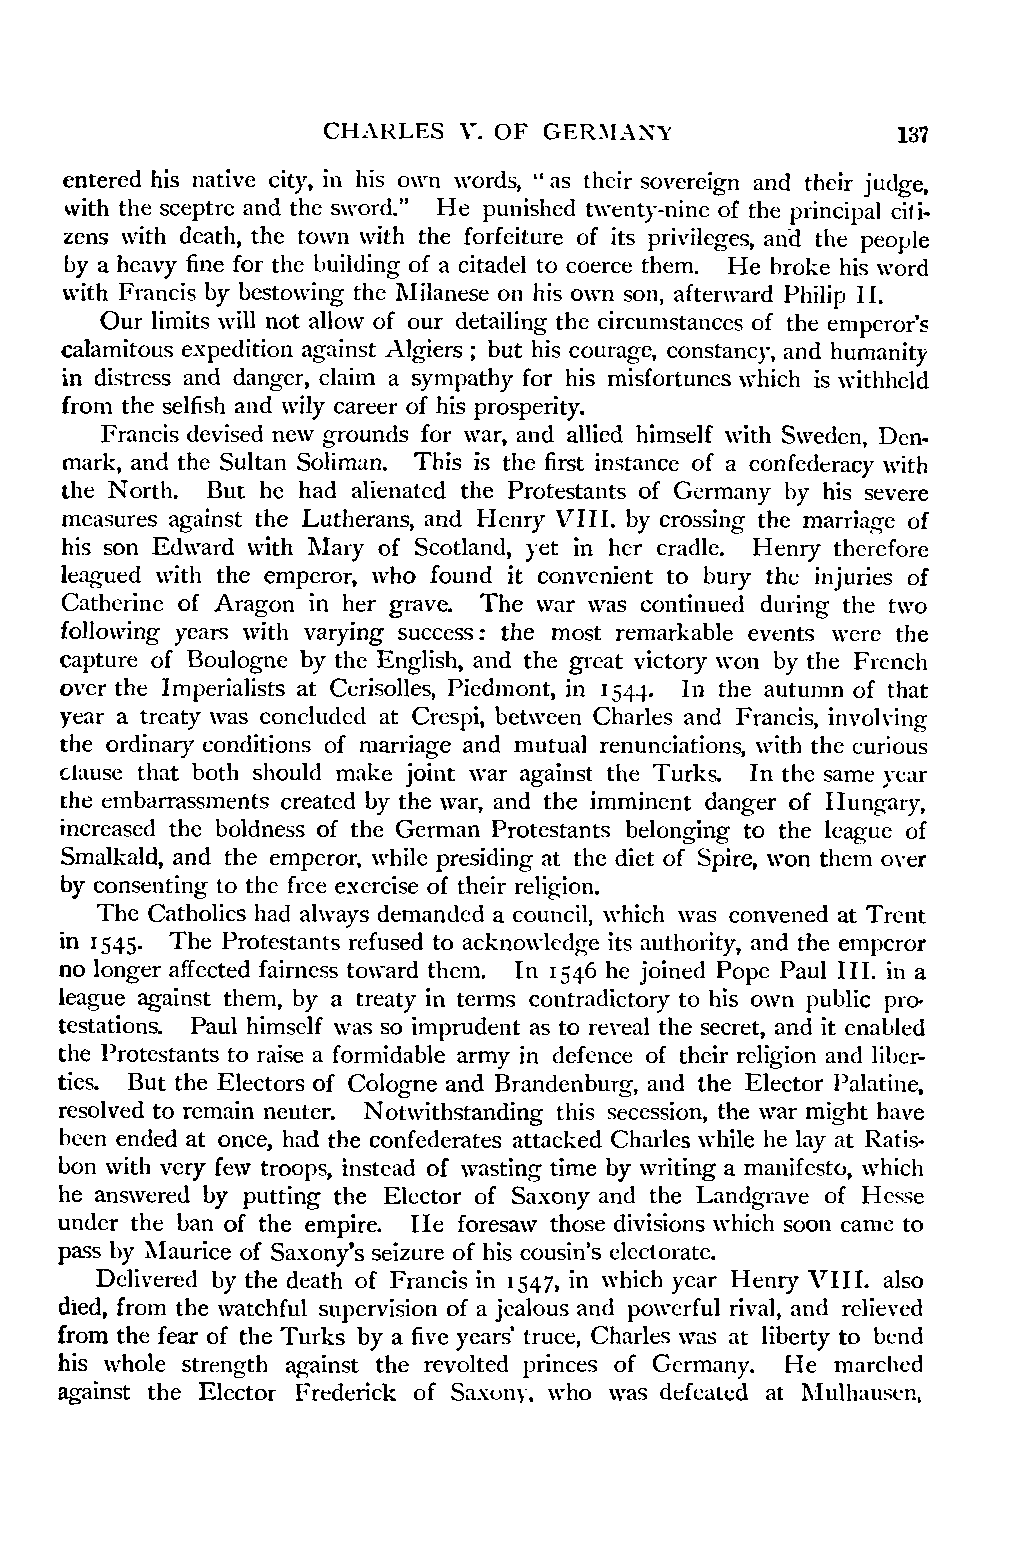 CHARLES V. OF GERMANY 137
entered his native city, in his own words, "as their sovereign and their judge,
with the sceptre and the sword." He punished twenty-nine of the principal citi-
zens with death, the town with the forfeiture of its privileges, and the people
by a heavy fine for the building of a citadel to coerce them. He broke his word
with Francis by bestowing the Milanese on his own son, afterward Philip II.
Our limits will not allow of our detailing the circumstances of the emperor's
calamitous expedition against Algiers ; but his courage, constancy, and humanity
in distress and danger, claim a sympathy for his misfortunes which is withheld
from the selfish and wily career of his prosperity.
Francis devised new grounds for war, and allied himself with Sweden, Den-
mark, and the Sultan Soliman. This is the first instance of a confederacy with
the North. But he had alienated the Protestants of Germany by his severe
measures against the Lutherans, and Henry VIII. by crossing the marriage of
his son Edward with Mary of Scotland, yet in her cradle. Henry therefore
leagued with the emperor, who found it convenient to bury the injuries of
Catherine of Aragon in her grave. The war was continued during the two
following years with varying success: the most remarkable events were the
capture of Boulogne by the English, and the great victory won by the French
over the Imperialists at Cerisolles, Piedmont, in 1544. In the autumn of that
year a treaty was concluded at Crespi, between Charles and Francis, involving
the ordinary conditions of marriage and mutual renunciations, with the curious
clause that both should make joint war against the Turks. In the same year
the embarrassments created by the war, and the imminent danger of Hungary,
increased the boldness of the German Protestants belonging to the league of
Smalkald, and the emperor, while presiding at the diet of Spire, won them over
by consenting to the free exercise of their religion.
The Catholics had always demanded a council, which was convened at Trent
in 1545. The Protestants refused to acknowledge its authority, and the emperor
no longer affected fairness toward them. In 1546 he joined Pope Paul III. in a
league against them, by a treaty in terms contradictory to his own public pro-
testations. Paul himself was so imprudent as to reveal the secret, and it enabled
the Protestants to raise a formidable army in defence of their religion and liber-
ties. But the Electors of Cologne and Brandenburg, and the Elector Palatine,
resolved to remain neuter. Notwithstanding this secession, the war might have
been ended at once, had the confederates attacked Charles while he lay at Ratis-
bon with very few troops, instead of wasting time by writing a manifesto, which
he answered by putting the Elector of Saxony and the Landgrave of Hesse
under the ban of the empire. He foresaw those divisions which soon came to
pass by Maurice of Saxony's seizure of his cousin's electorate.
Delivered by the death of Francis in 1547, in which year Henry VIII. also
died, from the watchful supervision of a jealous and powerful rival, and relieved
from the fear of the Turks by a five years' truce, Charles was at liberty to bend
his whole strength against the revolted princes of Germany. He marched
against the Elector Frederick of Saxony, who was defeated at Mulhausen,